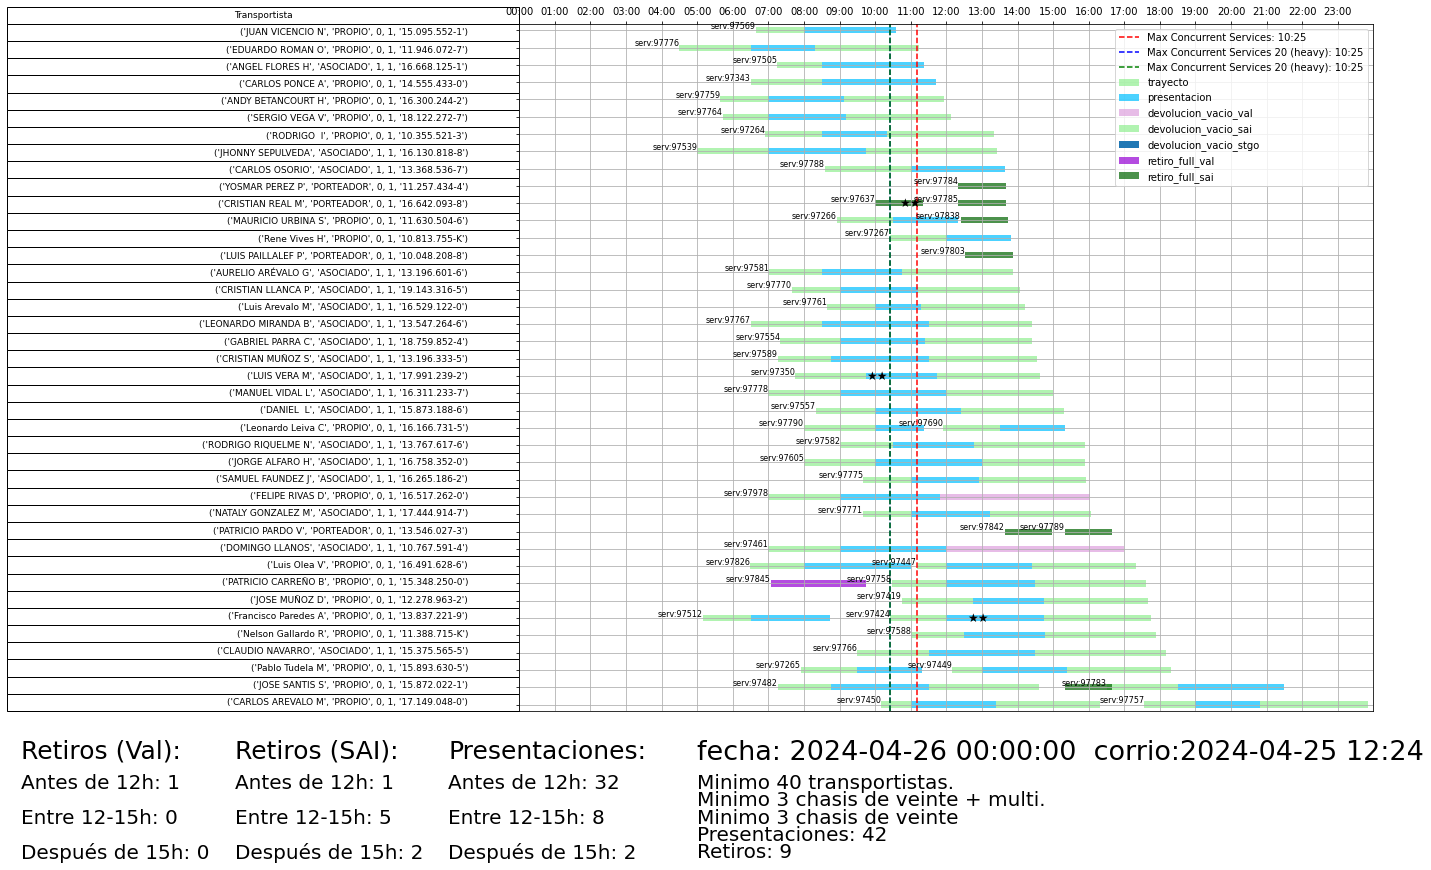 Transportista
00:00 01:00 02:00 03:00 04:00 05:00 06:00 07:00 08:00 09:00 10:00 11:00 12:00 13:00 14:00 15:00 16:00 17:00 18:00 19:00 20:00 21:00 22:00 23:00
('JUAN VICENCIO N', 'PROPIO', 0, 1, '15.095.552-1') serv:97569
('EDUARDO ROMAN O', 'PROPIO', 0, 1, '11.946.072-7') serv:97776
('ANGEL FLORES H', 'ASOCIADO', 1, 1, '16.668.125-1') serv:97505
('CARLOS PONCE A', 'PROPIO', 0, 1, '14.555.433-0') serv:97343
('ANDY BETANCOURT H', 'PROPIO', 0, 1, '16.300.244-2') serv:97759
('SERGIO VEGA V', 'PROPIO', 0, 1, '18.122.272-7') serv:97764
('RODRIGO  I', 'PROPIO', 0, 1, '10.355.521-3') serv:97264
('JHONNY SEPULVEDA', 'ASOCIADO', 1, 1, '16.130.818-8') serv:97539
('CARLOS OSORIO', 'ASOCIADO', 1, 1, '13.368.536-7') serv:97788
('YOSMAR PEREZ P', 'PORTEADOR', 0, 1, '11.257.434-4') serv:97784
('CRISTIAN REAL M', 'PORTEADOR', 0, 1, '16.642.093-8') serv:97637 serv:97785
('MAURICIO URBINA S', 'PROPIO', 0, 1, '11.630.504-6') serv:97266 serv:97838
('Rene Vives H', 'PROPIO', 0, 1, '10.813.755-K') serv:97267
('LUIS PAILLALEF P', 'PORTEADOR', 0, 1, '10.048.208-8') serv:97803
('AURELIO ARÉVALO G', 'ASOCIADO', 1, 1, '13.196.601-6') serv:97581
('CRISTIAN LLANCA P', 'ASOCIADO', 1, 1, '19.143.316-5') serv:97770
('Luis Arevalo M', 'ASOCIADO', 1, 1, '16.529.122-0') serv:97761
('LEONARDO MIRANDA B', 'ASOCIADO', 1, 1, '13.547.264-6') serv:97767
('GABRIEL PARRA C', 'ASOCIADO', 1, 1, '18.759.852-4') serv:97554
('CRISTIAN MUÑOZ S', 'ASOCIADO', 1, 1, '13.196.333-5') serv:97589
('LUIS VERA M', 'ASOCIADO', 1, 1, '17.991.239-2') serv:97350
('MANUEL VIDAL L', 'ASOCIADO', 1, 1, '16.311.233-7') serv:97778
('DANIEL  L', 'ASOCIADO', 1, 1, '15.873.188-6') serv:97557
('Leonardo Leiva C', 'PROPIO', 0, 1, '16.166.731-5') serv:97790 serv:97690
('RODRIGO RIQUELME N', 'ASOCIADO', 1, 1, '13.767.617-6') serv:97582
('JORGE ALFARO H', 'ASOCIADO', 1, 1, '16.758.352-0') serv:97605
('SAMUEL FAUNDEZ J', 'ASOCIADO', 1, 1, '16.265.186-2') serv:97775
('FELIPE RIVAS D', 'PROPIO', 0, 1, '16.517.262-0') serv:97978
('NATALY GONZALEZ M', 'ASOCIADO', 1, 1, '17.444.914-7') serv:97771
('PATRICIO PARDO V', 'PORTEADOR', 0, 1, '13.546.027-3') serv:97842 serv:97789
('DOMINGO LLANOS', 'ASOCIADO', 1, 1, '10.767.591-4') serv:97461
('Luis Olea V', 'PROPIO', 0, 1, '16.491.628-6') serv:97826 serv:97447
('PATRICIO CARREÑO B', 'PROPIO', 0, 1, '15.348.250-0') serv:97845 serv:97758
('JOSE MUÑOZ D', 'PROPIO', 0, 1, '12.278.963-2') serv:97419
('Francisco Paredes A', 'PROPIO', 0, 1, '13.837.221-9') serv:97512 serv:97424
('Nelson Gallardo R', 'PROPIO', 0, 1, '11.388.715-K') serv:97588
('CLAUDIO NAVARRO', 'ASOCIADO', 1, 1, '15.375.565-5') serv:97766
('Pablo Tudela M', 'PROPIO', 0, 1, '15.893.630-5') serv:97265 serv:97449
('JOSE SANTIS S', 'PROPIO', 0, 1, '15.872.022-1') serv:97482 serv:97783
('CARLOS AREVALO M', 'PROPIO', 0, 1, '17.149.048-0') serv:97450 serv:97757
Max Concurrent Services: 10:25
Max Concurrent Services 20 (heavy): 10:25
Max Concurrent Services 20 (heavy): 10:25
trayecto
presentacion
devolucion_vacio_val
devolucion_vacio_sai
devolucion_vacio_stgo
retiro_full_val
retiro_full_sai
Retiros (Val):
Antes de 12h: 1
Entre 12-15h: 0
Después de 15h: 0
Retiros (SAI):
Antes de 12h: 1
Entre 12-15h: 5
Después de 15h: 2
Presentaciones:
Antes de 12h: 32
Entre 12-15h: 8
Después de 15h: 2
fecha: 2024-04-26 00:00:00  corrio:2024-04-25 12:24
Minimo 40 transportistas.
Minimo 3 chasis de veinte + multi.
Minimo 3 chasis de veinte
Presentaciones: 42
Retiros: 9